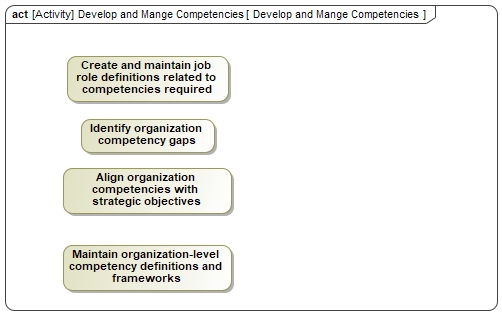 act [Activity] Develop and Mange Competencies [ Develop and Mange Competencies ]
Create and maintain job
role definitions related to
competencies required
Identify organization
competency gaps
Align organization
competencies with
strategic objectives
Maintain organization-level
competency definitions and
frameworks